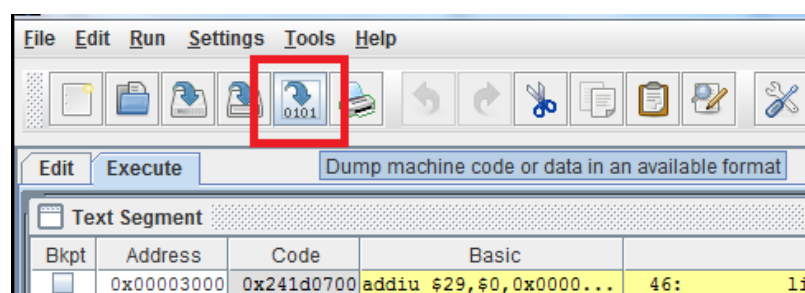 File Edit Run Settings Tools Help
0101
Edit Execute Dump machine code or data in an available format
Text Segment
Bkpt Address Code Basic
0x00003000 0x241d0700 addiu $29,$0,0x0000... 46: li